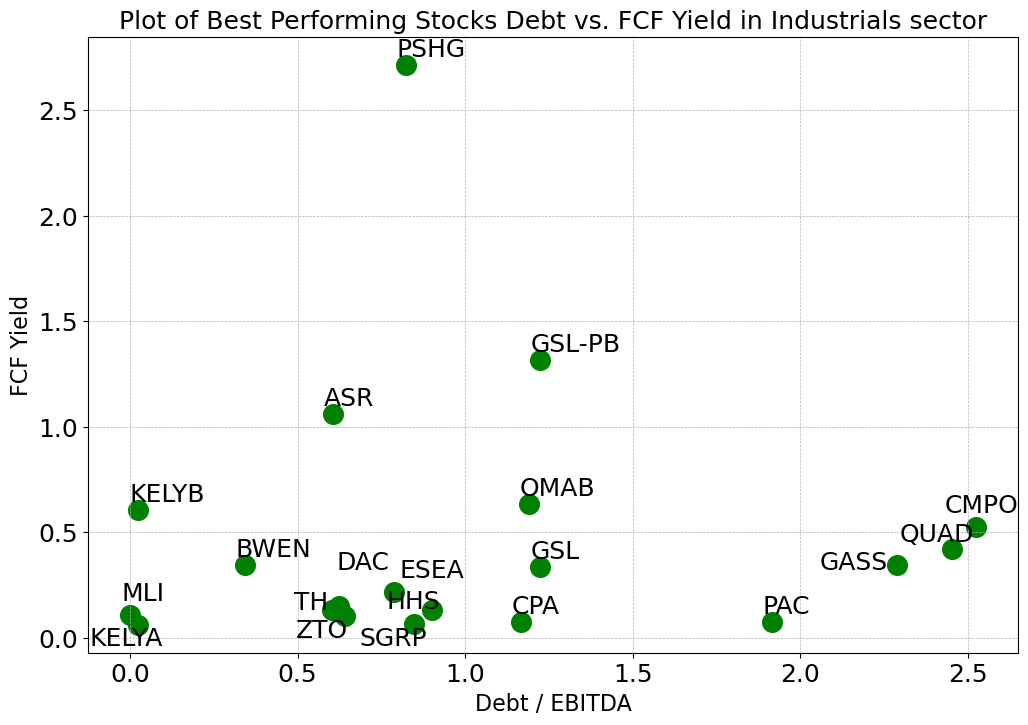 Plot of Best Performing Stocks Debt vs. FCF Yield in Industrials sector
PSHG
2.5
2.0
1.5
GSL-PB
ASR
1.0
KELYB
OMAB
CMPO
0.5
QUAD
BWEN
GSL
DAC
ESEA
GASS
MLI
TH
HHS
CPA
PAC
ZTO
SGRP
KELYA
0.0
0.0
0.5
1.0
1.5
2.0
2.5
FCF Yield
Debt / EBITDA